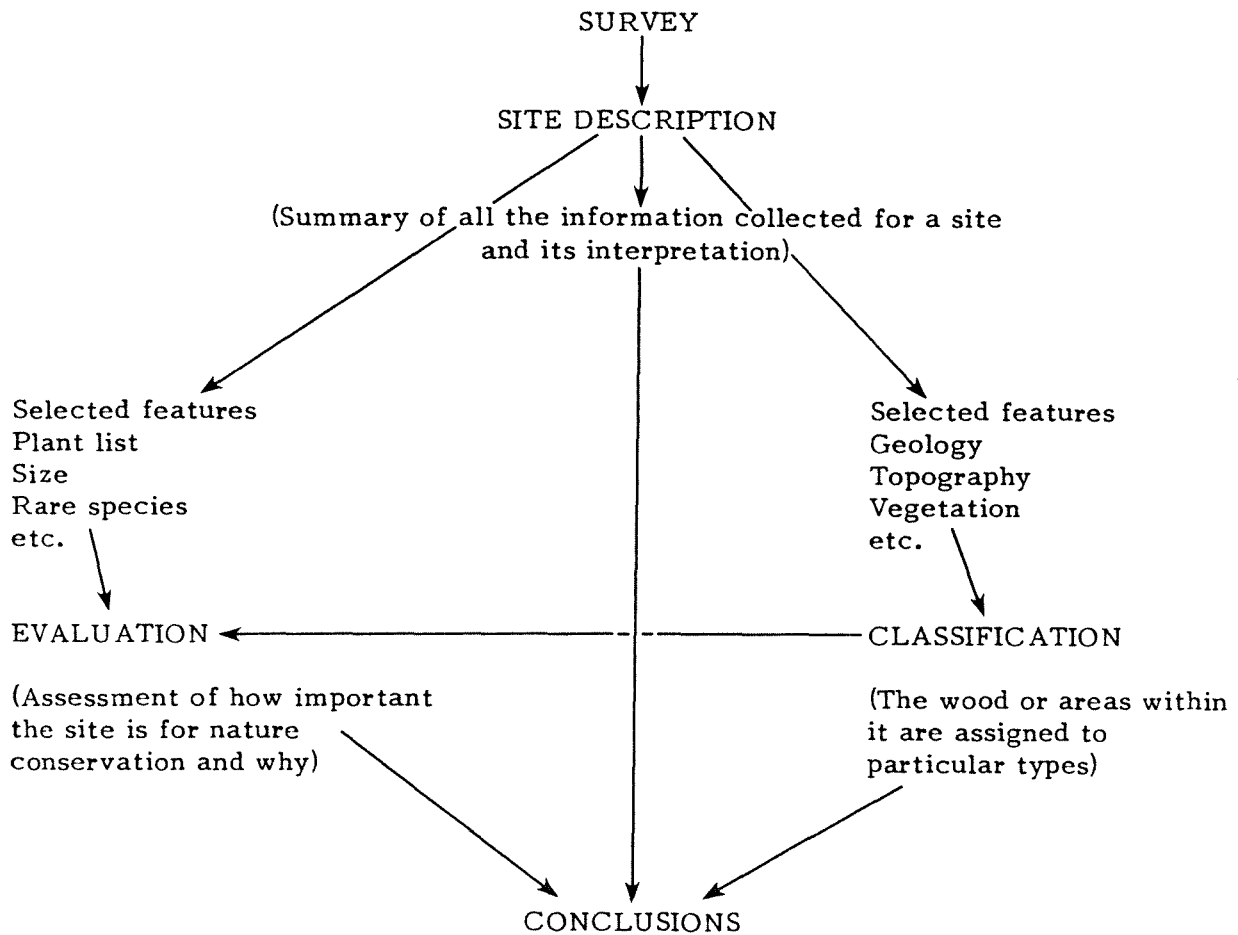 SURVEY
SITE DESCRIPTION
(Summary of all the information collected for a site
and its interpretation)
Selected features
Plant list
Size
Rare species
etc.
Selected features
Geology
Topography
Vegetation
etc.
EVALUATION
CLASSIFICATION
(Assessment of how important
the site is for nature
conservation and why)
(The wood or areas within
it are assigned to
particular types)
CONCLUSIONS